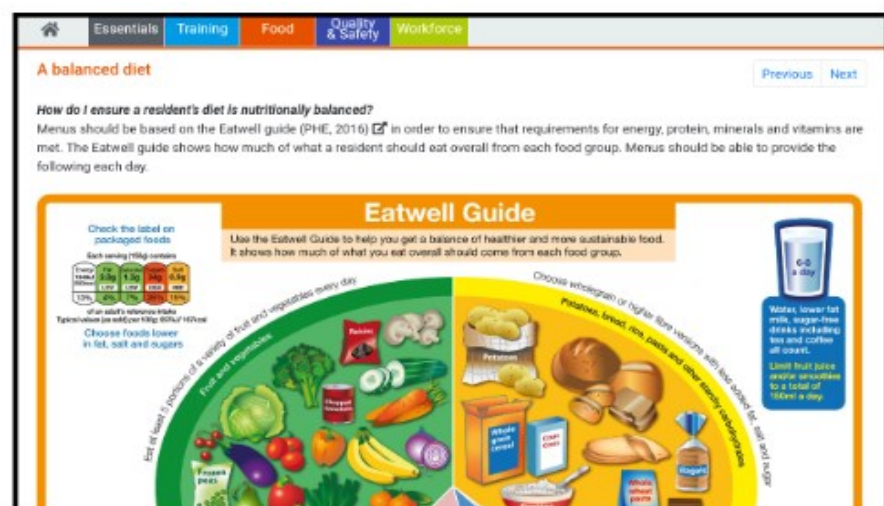 Essentials
Training
Food
Quality
& Safety
Workforce
A balanced diet
Previous
Next
How do I ensure a resident's diet is nutritionally balanced?
Menus should be based on the Eatwell guide (PHE, 2016) in order to ensure that requirements for energy, protein, minerals and vitamins are
met. The Eatwell guide shows how much of what a resident should eat overall from each food group. Menus should be able to provide the
following each day.
Check the label on
packaged foods
Each serving (150g) contains
of an adult's reference intake
Choose foods lower
in fat, salt and sugars
Eatwell Guide
Use the Eatwell Guide to help you get a balance of healthier and more sustainable food.
It shows how much of what you eat overall should come from each food group.
6-8
a day
Water, lower fat
milk, sugar-free
drinks including
tea and coffee
all count.
Limit fruit juice
and/or smoothies
to a total of
150ml a day.
Eat at least 5 portions of a variety of fruit and vegetables every day
Fruit and vegetables
Choose wholegrain or higher fibre versions with less added fat, salt and sugar
Potatoes, bread, rice, pasta and other starchy carbohydrates
Raisins
Chopped
tomatoes
Frozen
peas
Potatoes
Whole
grain
cereal
Bagels
Whole
wheat
pasta